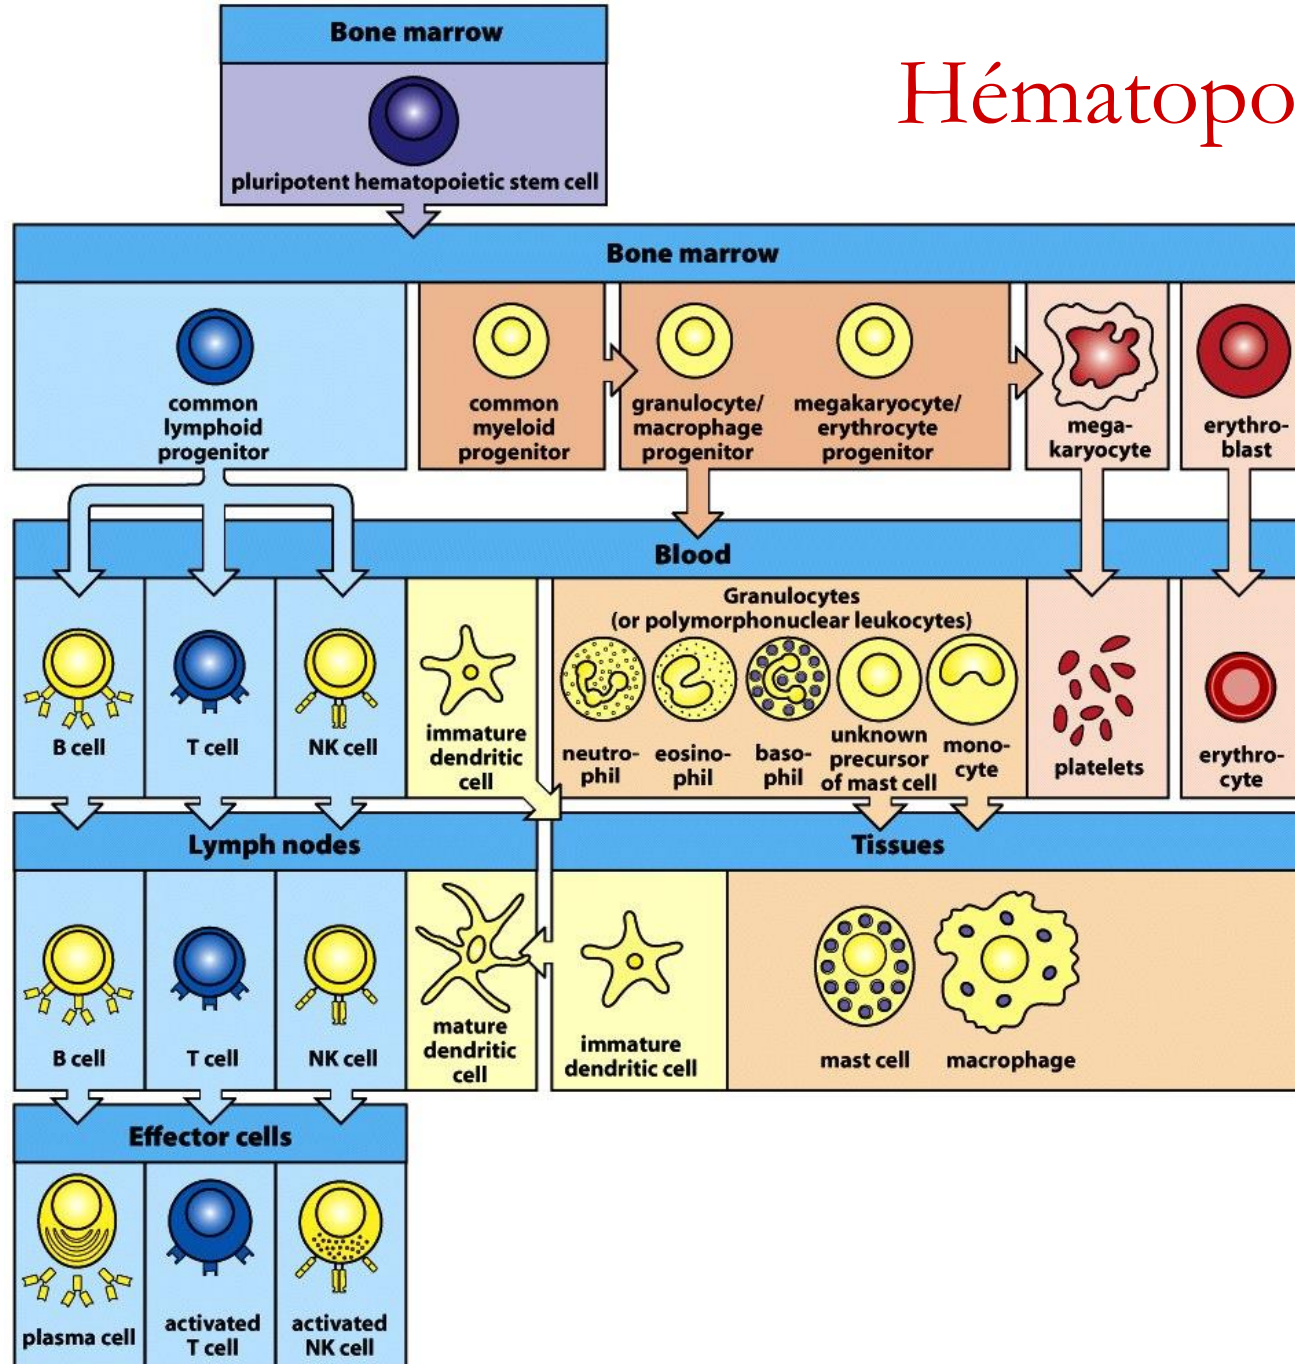 Bone marrow
Hématopo
pluripotent hematopoietic stem cell
Bone marrow
common
lymphoid
progenitor
common
myeloid
progenitor
granulocyte/
macrophage
progenitor
megakaryocyte/
erythrocyte
progenitor
mega-
karyocyte
erythro-
blast
Blood
B cell
T cell
NK cell
immature
dendritic
cell
Granulocytes
(or polymorphonuclear leukocytes)
neutro-
phil
eosino-
phil
baso-
phil
unknown
precursor
of mast cell
mono-
cyte
platelets
erythro-
cyte
Lymph nodes
Tissues
B cell
T cell
NK cell
mature
dendritic
cell
immature
dendritic cell
mast cell
macrophage
Effector cells
plasma cell
activated
T cell
activated
NK cell